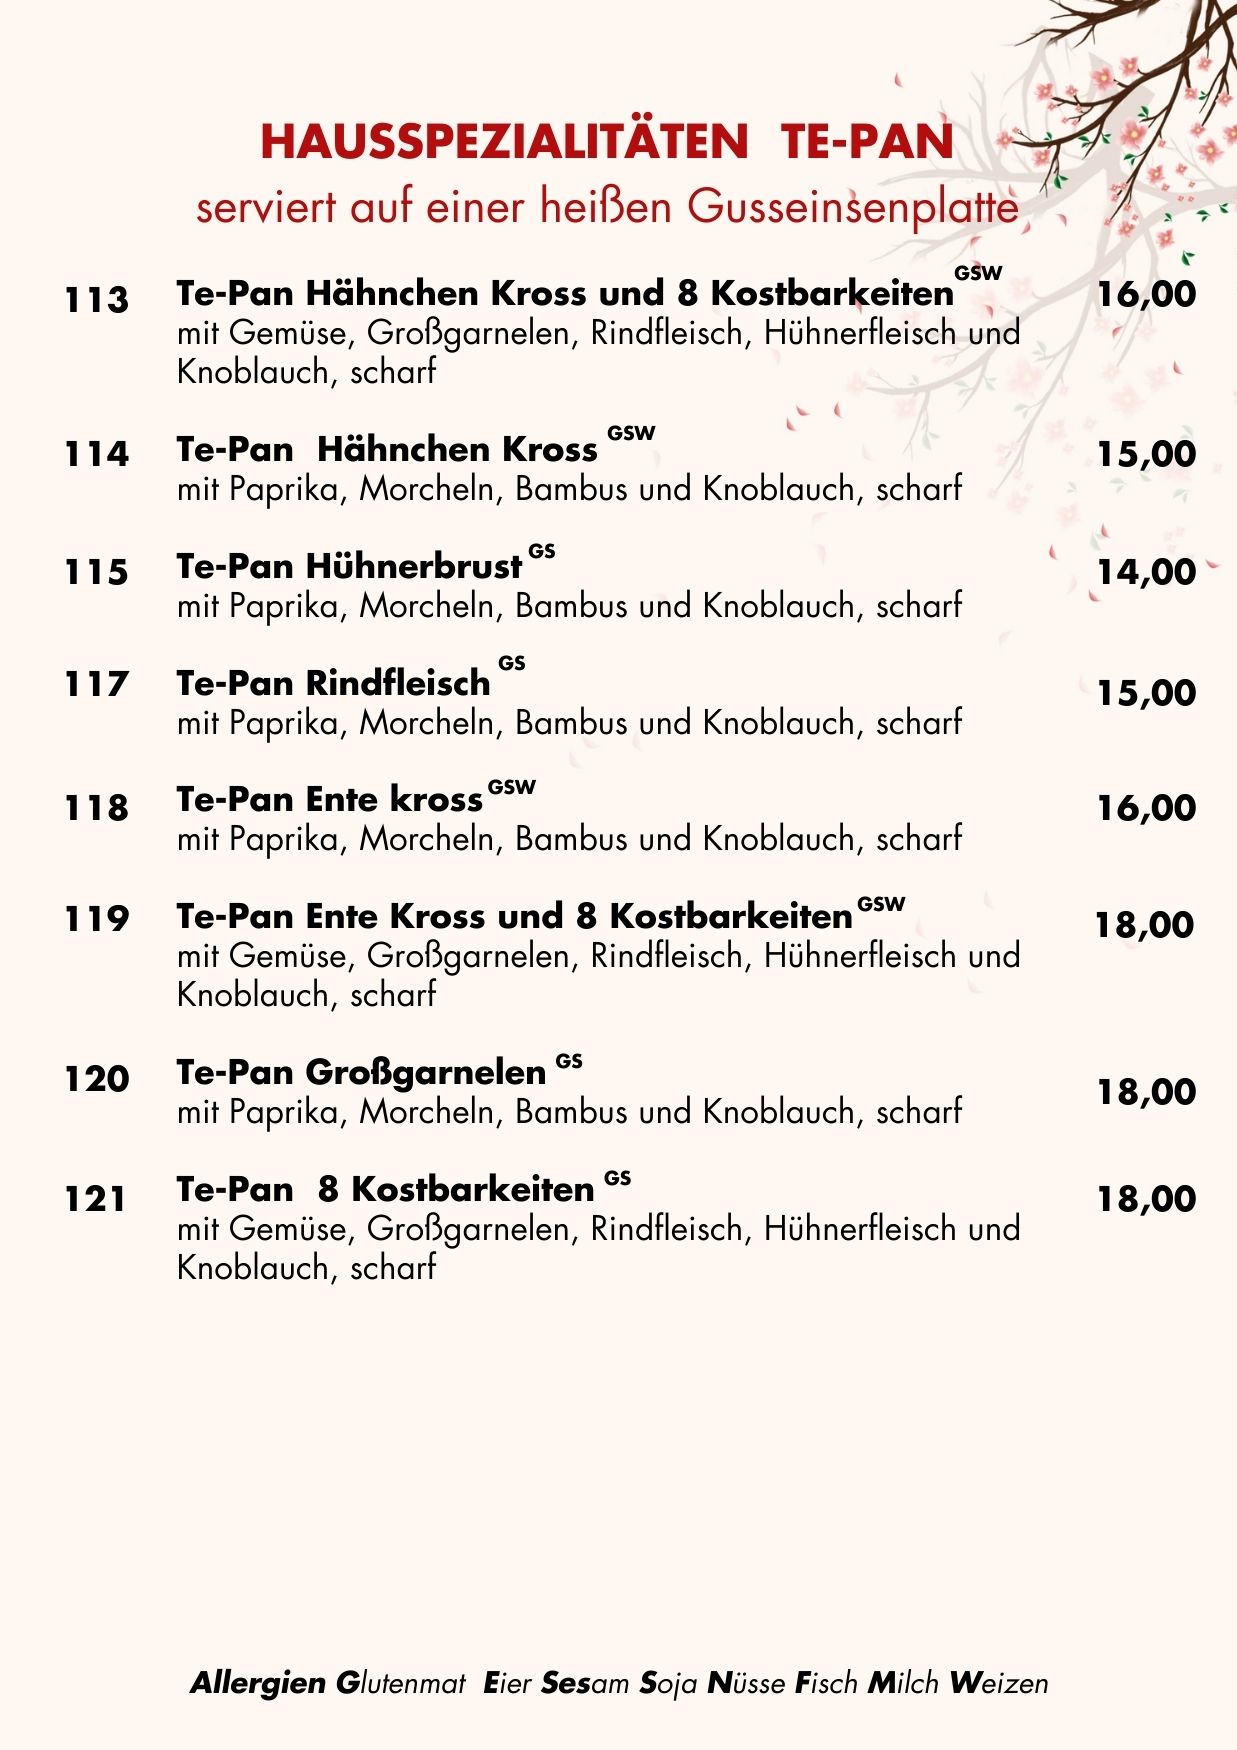 HAUSSPEZIALITÄTEN TE-PAN
serviert auf einer heißen Gusseinsenplatte
113 Te-Pan Hähnchen Kross und 8 Kostbarkeiten GSW 16,00
mit Gemüse, Großgarnelen, Rindfleisch, Hühnerfleisch und
Knoblauch, scharf
114 Te-Pan Hähnchen Kross GSW 15,00
mit Paprika, Morcheln, Bambus und Knoblauch, scharf
115 Te-Pan Hühnerbrust GS 14,00
mit Paprika, Morcheln, Bambus und Knoblauch, scharf
117 Te-Pan Rindfleisch GS 15,00
mit Paprika, Morcheln, Bambus und Knoblauch, scharf
118 Te-Pan Ente kross GSW 16,00
mit Paprika, Morcheln, Bambus und Knoblauch, scharf
119 Te-Pan Ente Kross und 8 Kostbarkeiten GSW 18,00
mit Gemüse, Großgarnelen, Rindfleisch, Hühnerfleisch und
Knoblauch, scharf
120 Te-Pan Großgarnelen GS 18,00
mit Paprika, Morcheln, Bambus und Knoblauch, scharf
121 Te-Pan 8 Kostbarkeiten GS 18,00
mit Gemüse, Großgarnelen, Rindfleisch, Hühnerfleisch und
Knoblauch, scharf
Allergien Glutenmat Eier Sesam Soja Nüsse Fisch Milch Weizen